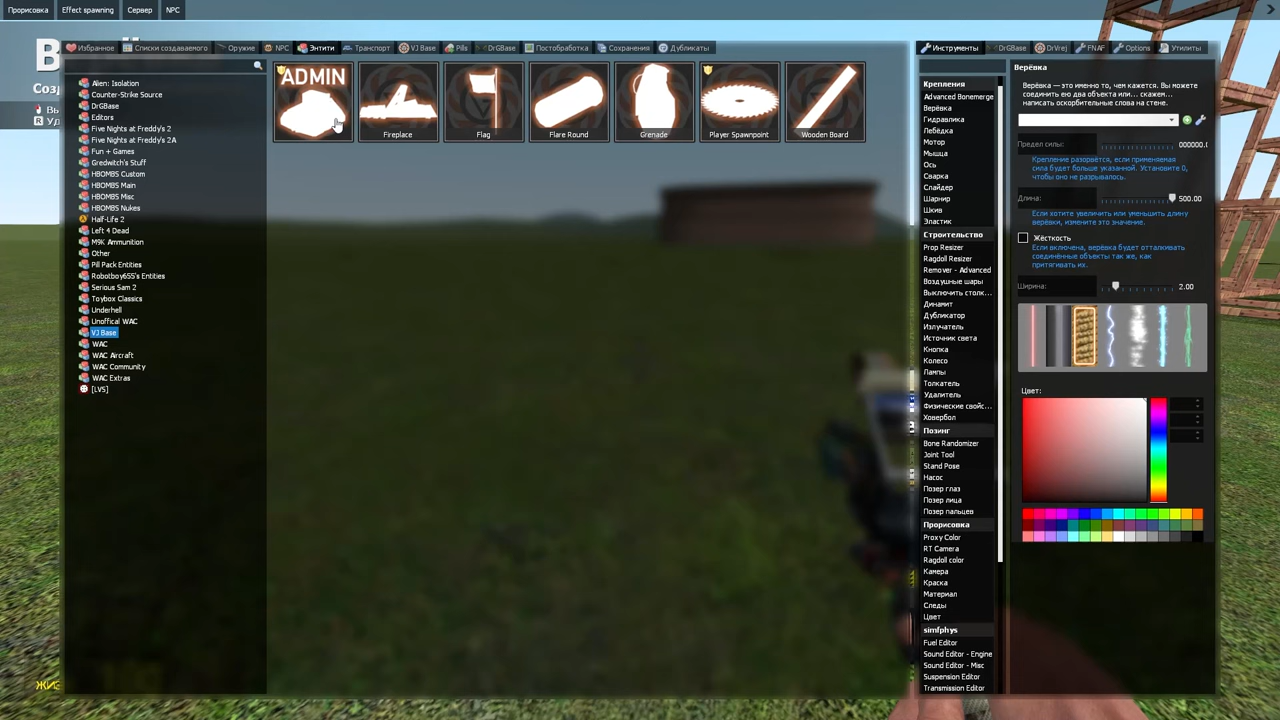 Прорисовка Effect spawning Сервер NPC
Избранное Списки создаваемого Оружие NPC Энтити Транспорт VJ Base Pills DrGBase Постобработка Сохранения Дубликаты
Инструменты DrGBase DrVrej FNAF Options Утилиты
В
Созд
Вы
R Уд
Alien: Isolation
Counter-Strike Source
DrGBase
Editors
Five Nights at Freddy's 2
Five Nights at Freddy's 2A
Fun + Games
Gredwitch's Stuff
HBOMBS Custom
HBOMBS Main
HBOMBS Misc
HBOMBS Nukes
Half-Life 2
Left 4 Dead
M9K Ammunition
Other
Pill Pack Entities
Robotboy655's Entities
Serious Sam 2
Toybox Classics
Underhell
Unoffical WAC
VJ Base
WAC
WAC Aircraft
WAC Community
WAC Extras
[LVS]
ADMIN
Fireplace
Flag
Flare Round
Grenade
Player Spawnpoint
Wooden Board
Крепления
Advanced Bonemerge
Верёвка
Гидравлика
Лебёдка
Мотор
Мышца
Ось
Сварка
Слайдер
Шарнир
Шкив
Эластик
Строительство
Prop Resizer
Ragdoll Resizer
Remover - Advanced
Воздушные шары
Выключить столк...
Динамит
Дубликатор
Излучатель
Источник света
Кнопка
Колесо
Лампы
Толкатель
Удалитель
Физические свойс...
Ховербол
Позинг
Bone Randomizer
Joint Tool
Stand Pose
Насос
Позер глаз
Позер лица
Позер пальцев
Прорисовка
Proxy Color
RT Camera
Ragdoll color
Камера
Краска
Материал
Следы
Цвет
simfphys
Fuel Editor
Sound Editor - Engine
Sound Editor - Misc
Suspension Editor
Transmission Editor
Верёвка
Верёвка — это именно то, чем кажется. Вы можете
соединить ею два объекта или... скажем...
написать оскорбительные слова на стене.
Предел силы: 000000.(
Крепление разорвётся, если применяемая
сила будет больше указанной. Установите 0,
чтобы оно не разрывалось.
Длина: 500.00
Если хотите увеличить или уменьшить длину
верёвки, измените это значение.
Жёсткость
Если включена, верёвка будет отталкивать
соединённые объекты так же, как
притягивать их.
Ширина: 2.00
Цвет:
ЖИЗ